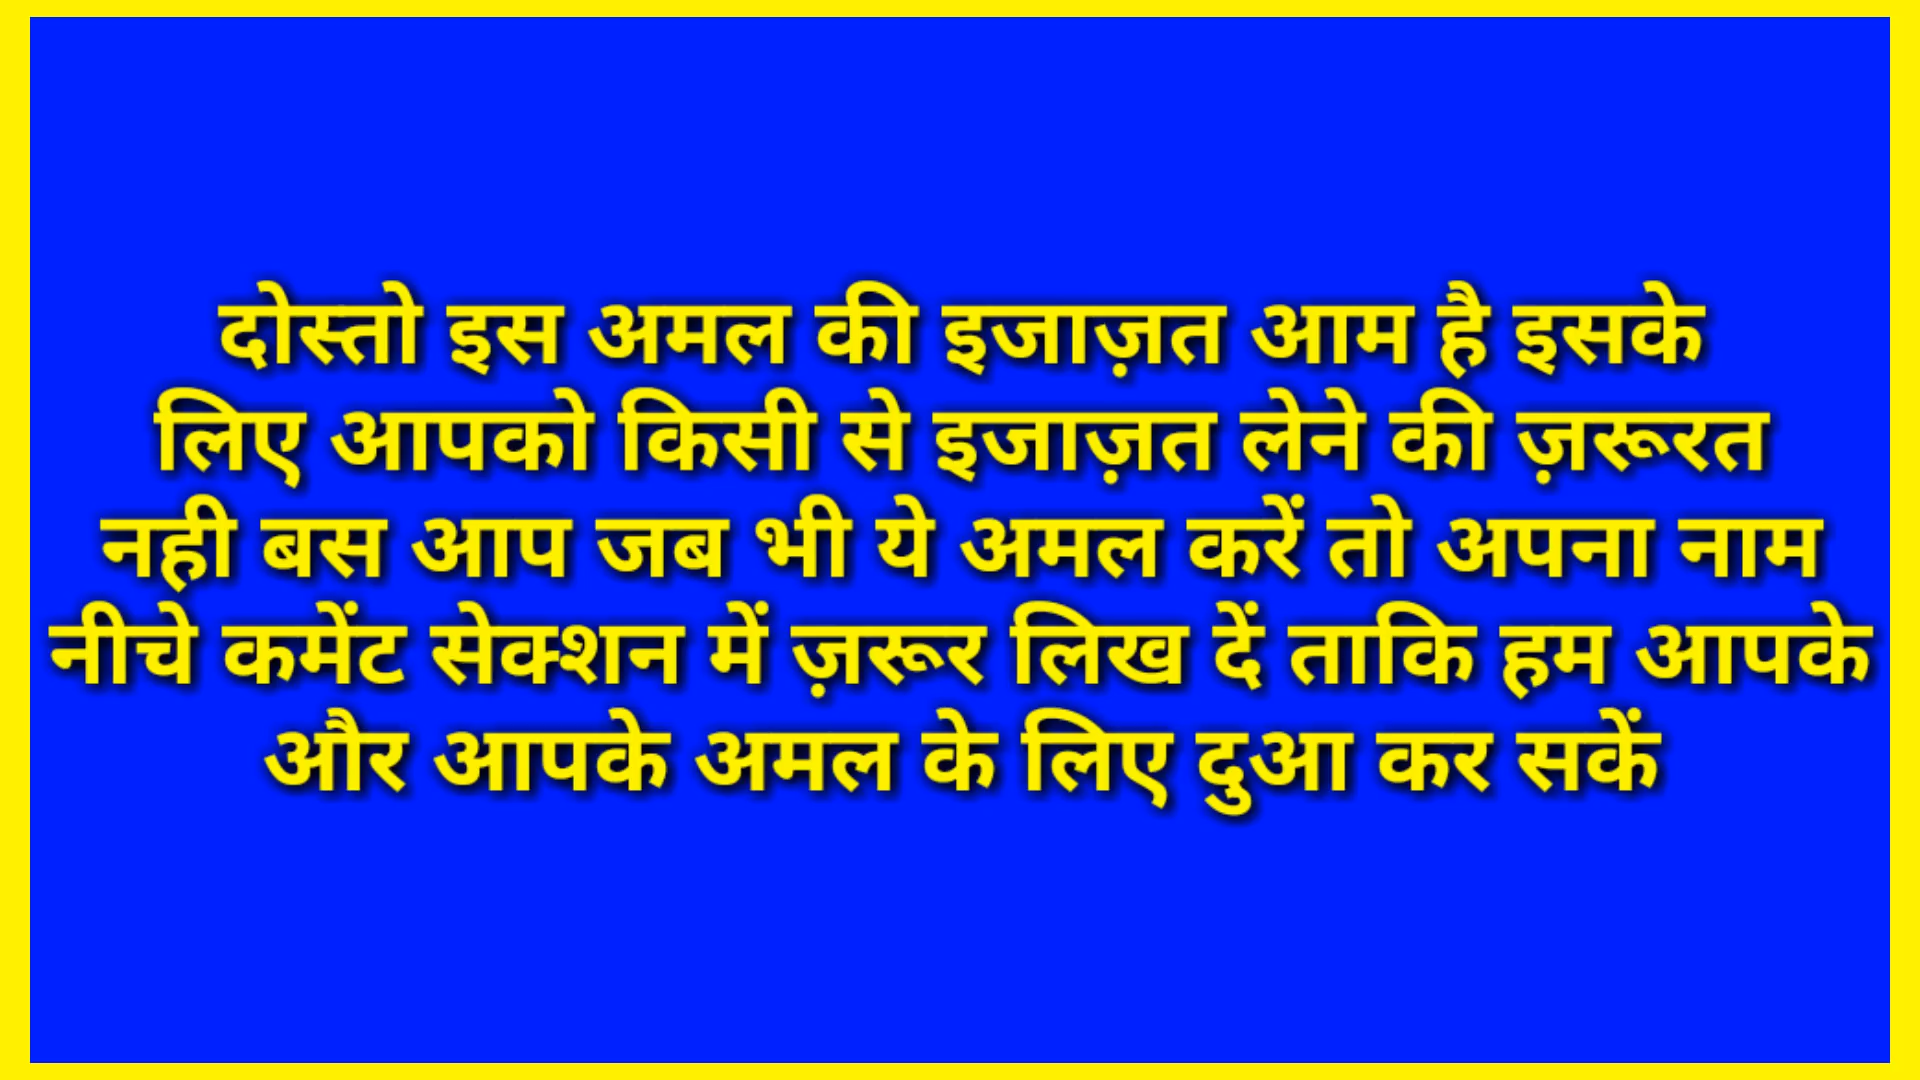 दोस्तो इस अमल की इजाज़त आम है इसके
लिए आपको किसी से इजाज़त लेने की ज़रूरत
नही बस आप जब भी ये अमल करें तो अपना नाम
नीचे कमेंट सेक्शन में ज़रूर लिख दें ताकि हम आपके
और आपके अमल के लिए दुआ कर सकें